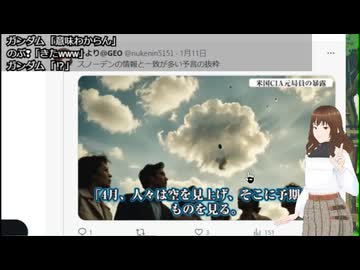 ガンダム「意味わからん」
のぶ❢「きたwww」より@GEO @nukenin5151・1月11日
ガンダム「⁉」
スノーデンの情報と一致が多い予言の抜粋
米国CIA元局員の暴露
「4月、人々は空を見上げ、そこに予期
ものを見る。
3
151